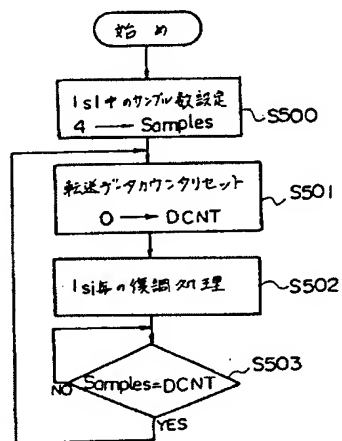 始め
1si中のサンプル数設定
4 → Samples
S500
転送データカウンタリセット
0 → DCNT
S501
1si毎の復調処理
S502
Samples=DCNT
S503
NO
YES